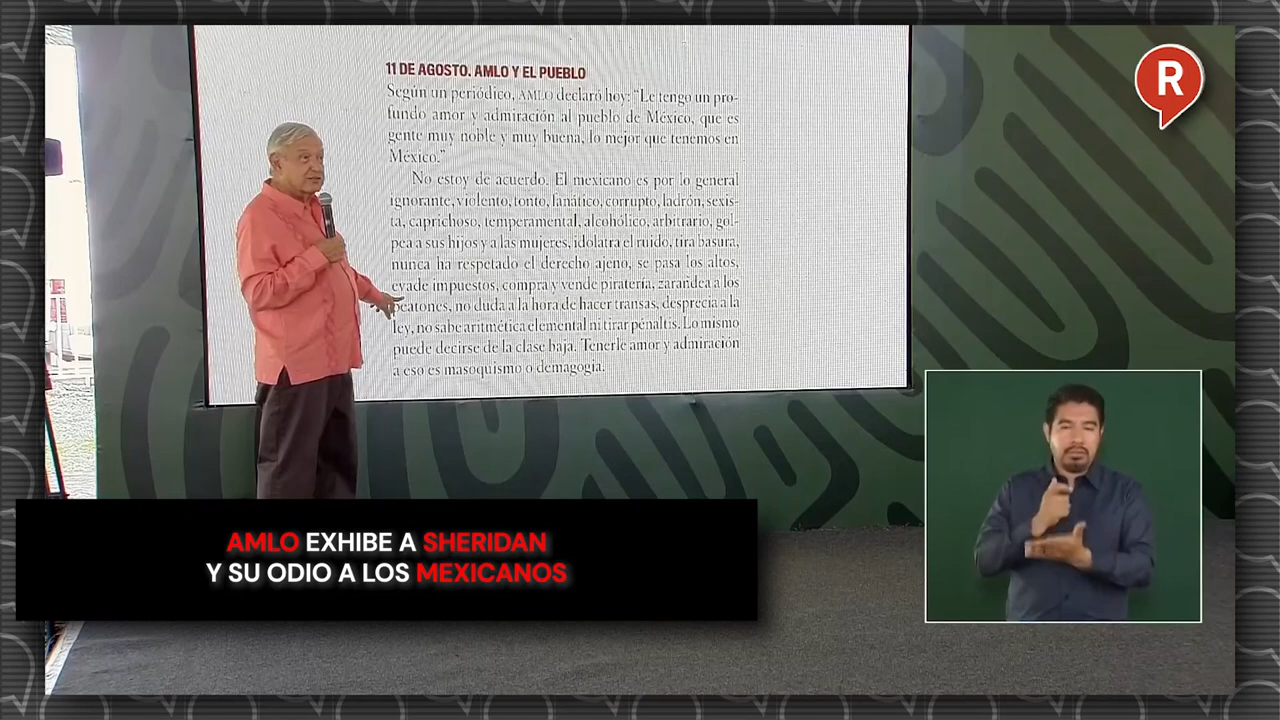 R
11 DE AGOSTO. AMLO Y EL PUEBLO
Según un periódico, AMLO declaró hoy: “Le tengo un pro-
fundo amor y admiración al pueblo de México, que es
gente muy noble y muy buena, lo mejor que tenemos en
México.”
No estoy de acuerdo. El mexicano es por lo general
ignorante, violento, tonto, fanático, corrupto, ladrón, sexis-
ta, caprichoso, temperamental, alcohólico, arbitrario, gol-
pea a sus hijos y a las mujeres, idolatra el ruido, tira basura,
nunca ha respetado el derecho ajeno, se pasa los altos,
evade impuestos, compra y vende piratería, zarandea a los
peatones, no duda a la hora de hacer transas, desprecia a la
ley, no sabe aritmética elemental ni tirar pénaltis. Lo mismo
puede decirse de la clase baja. Tenerle amor y admiración
a eso es masoquismo o demagogia.
AMLO EXHIBE A SHERIDAN
Y SU ODIO A LOS MEXICANOS